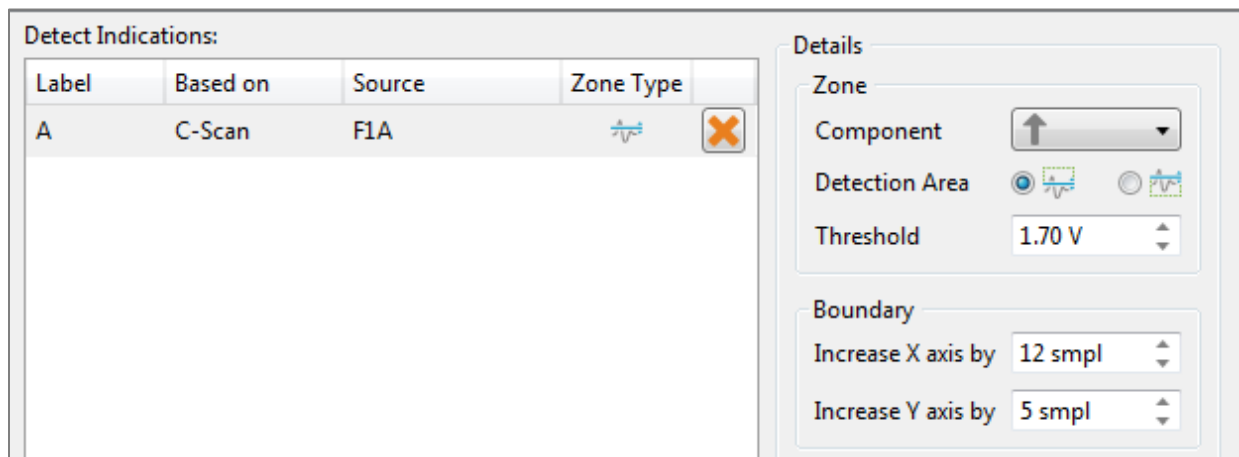 Detect Indications:
Label Based on Source Zone Type
A C-Scan F1A
Details
Zone
Component
Detection Area
Threshold 1.70 V
Boundary
Increase X axis by 12 smpl
Increase Y axis by 5 smpl